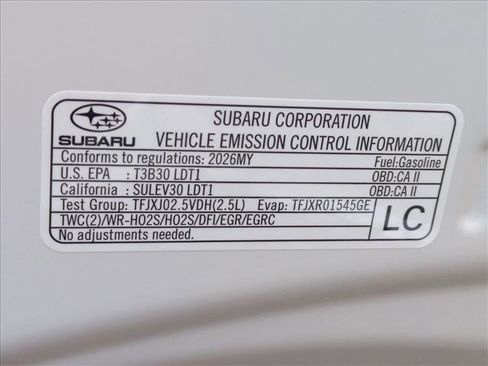 SUBARU CORPORATION
SUBARU VEHICLE EMISSION CONTROL INFORMATION
Conforms to regulations: 2026MY Fuel:Gasoline
U.S. EPA : T3B30 LDT1 OBD:CA II
California : SULEV30 LDT1 OBD:CA II
Test Group: TFJXJ02.5VDH(2.5L) Evap: TFJXR01545GE
TWC(2)/WR-HO2S/HO2S/DFI/EGR/EGRC
No adjustments needed.
LC